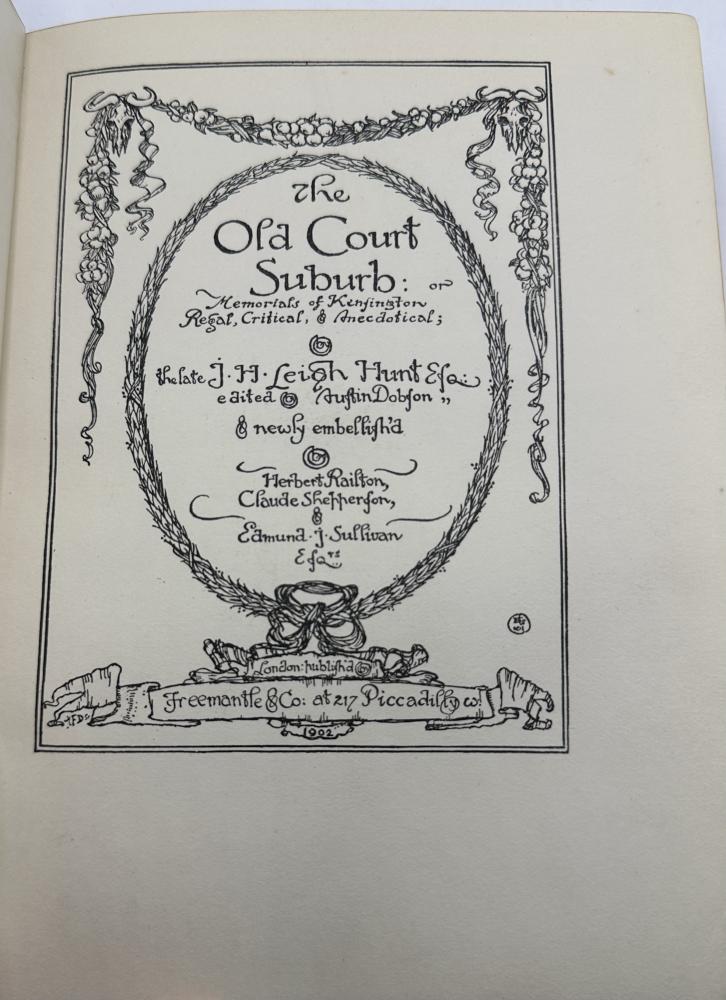 The
Old Court
Suburb: or
Memorials of Kensington
Regal, Critical, & Anecdotical;
by
the late J. H. Leigh Hunt Esq:
edited by Austin Dobson „
& newly embellish'd
by
Herbert Railton,
Claude Shepperson,
&
Edmund J. Sullivan
Esqrs:
London: publish'd by
Freemantle & Co: at 217 Piccadilly w:
1902